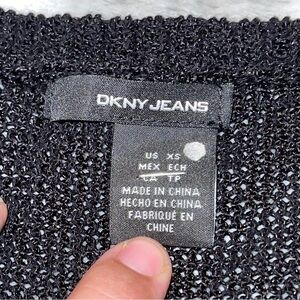 DKNY JEANS
US XS
MEX ECH
CA TP
MADE IN CHINA
HECHO EN CHINA
FABRIQUÉ EN
CHINE